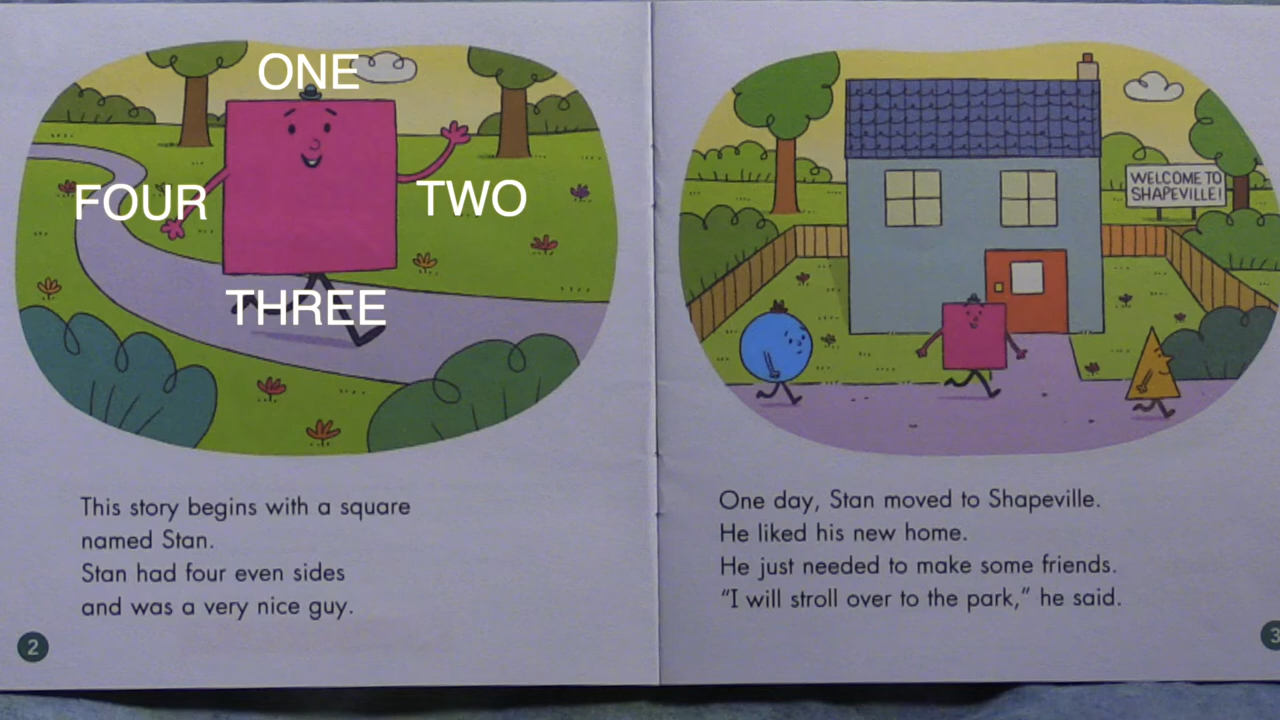 ONE
FOUR
TWO
THREE
This story begins with a square
named Stan.
Stan had four even sides
and was a very nice guy.
2
WELCOME TO
SHAPEVILLE!
One day, Stan moved to Shapeville.
He liked his new home.
He just needed to make some friends.
“I will stroll over to the park,” he said.
3